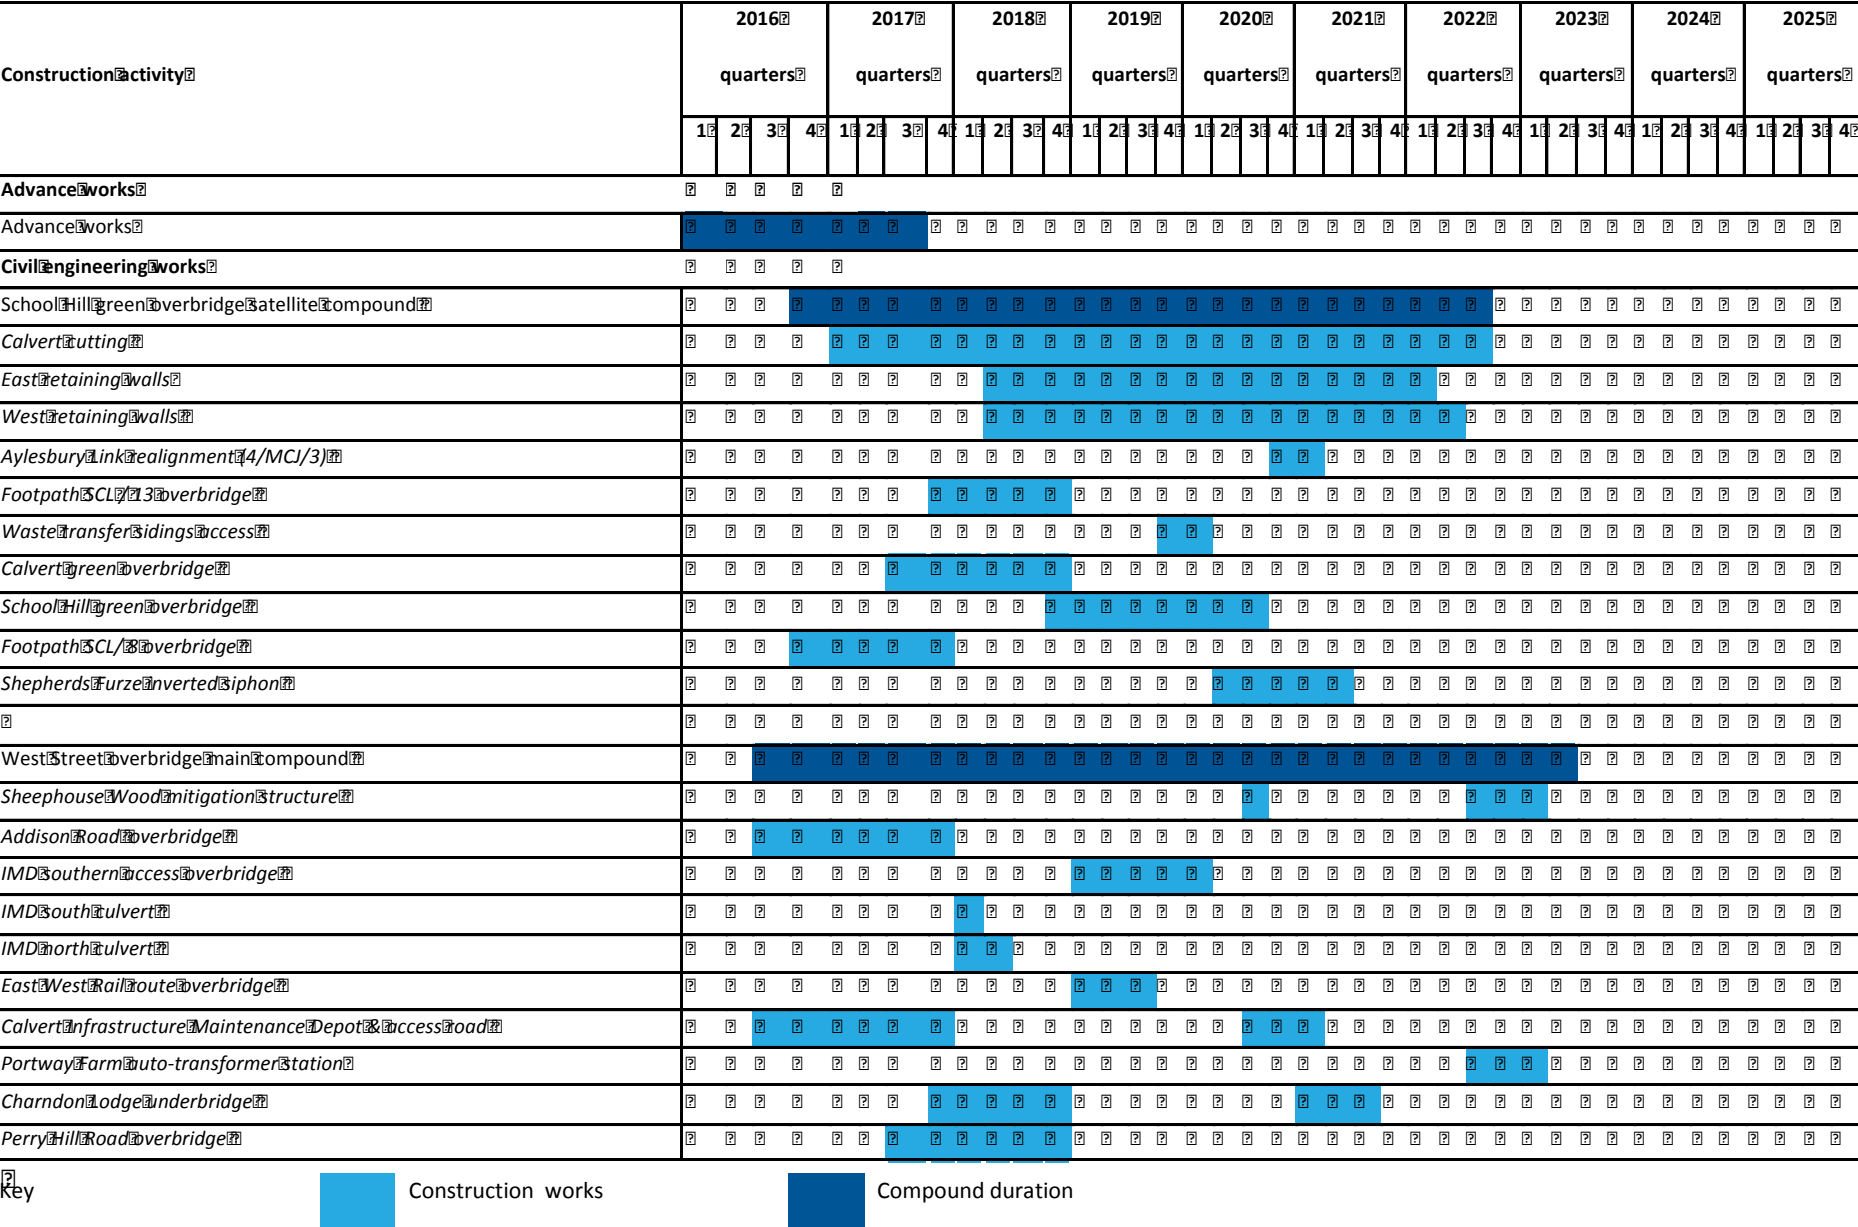 2016 2017 2018 2019 2020 2021 2022 2023 2024 2025
Construction activity quarters quarters quarters quarters quarters quarters quarters quarters quarters quarters
1 2 3 4 1 2 3 4 1 2 3 4 1 2 3 4 1 2 3 4 1 2 3 4 1 2 3 4 1 2 3 4 1 2 3 4 1 2 3 4
Advance works
Advance works
Civil engineering works
School Hill green overbridge satellite compound
Calvert cutting
East retaining walls
West retaining walls
Aylesbury Link realignment (4/MCJ/3)
Footpath SCL / 13 overbridge
Waste transfer sidings access
Calvert green overbridge
School Hill green overbridge
Footpath SCL/ 8 overbridge
Shepherds Furze inverted siphon
West Street overbridge main compound
Sheephouse Wood mitigation structure
Addison Road overbridge
IMD southern access overbridge
IMD south culvert
IMD north culvert
East West Rail route overbridge
Calvert Infrastructure Maintenance Depot & access road
Portway Farm auto-transformer station
Charndon Lodge underbridge
Perry Hill Road overbridge
Key Construction works Compound duration